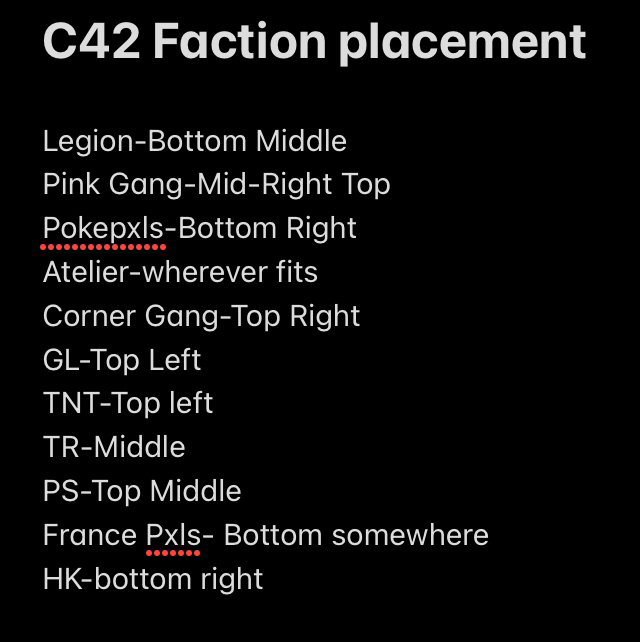 C42 Faction placement
Legion-Bottom Middle
Pink Gang-Mid-Right Top
Pokepxls-Bottom Right
Atelier-wherever fits
Corner Gang-Top Right
GL-Top Left
TNT-Top left
TR-Middle
PS-Top Middle
France Pxls- Bottom somewhere
HK-bottom right